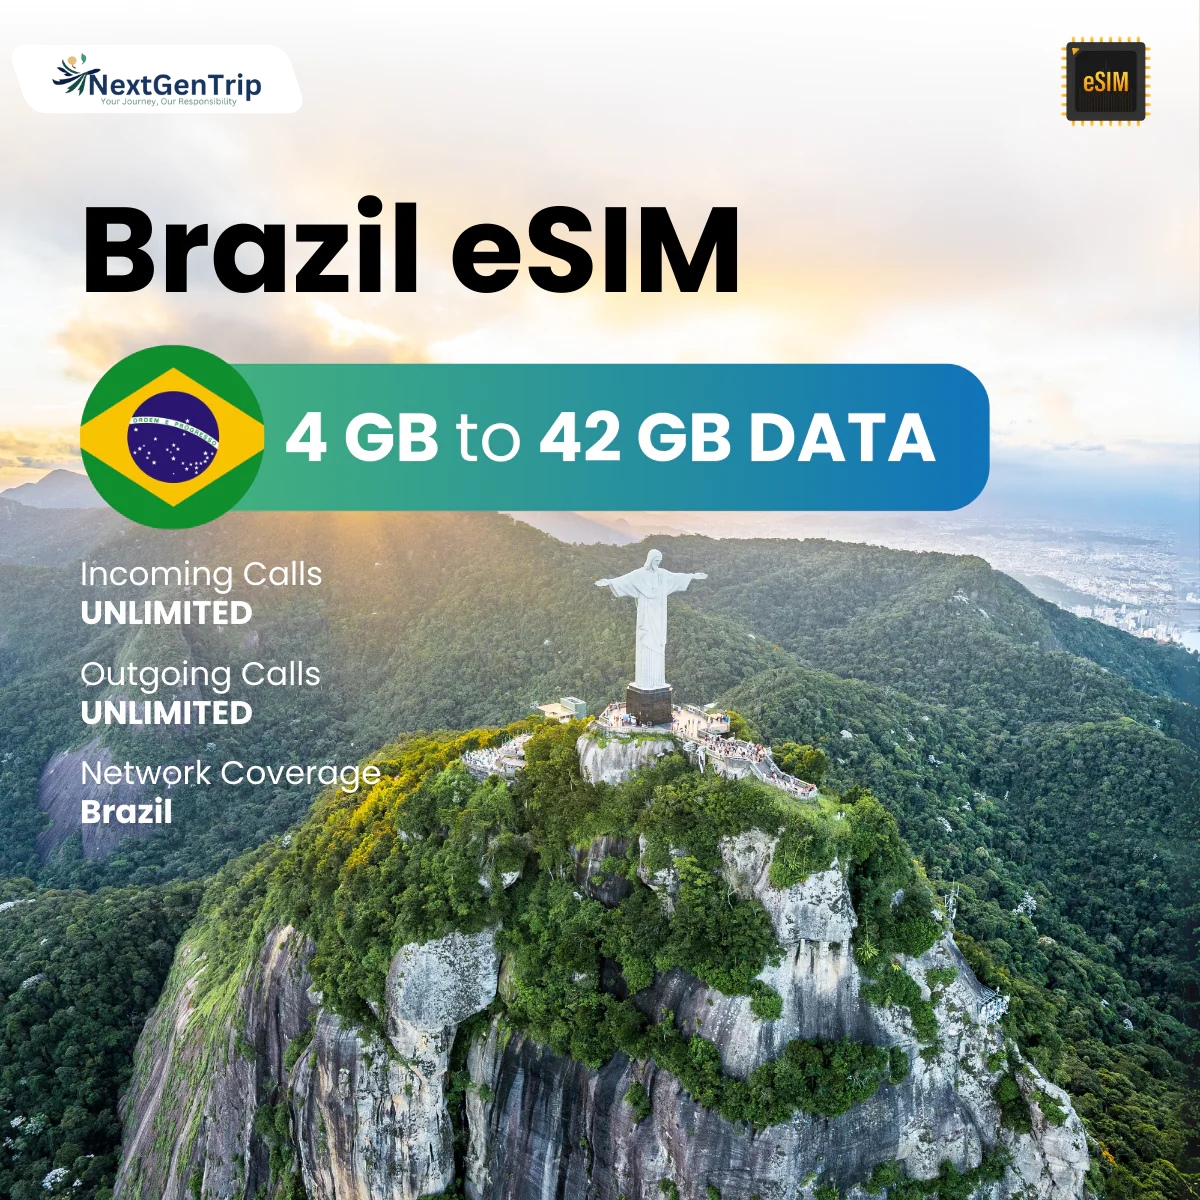 NextGenTrip
Your Journey, Our Responsibility
eSIM
Brazil eSIM
ORDEN E PROGRESSO
4 GB to 42 GB DATA
Incoming Calls
UNLIMITED
Outgoing Calls
UNLIMITED
Network Coverage
Brazil